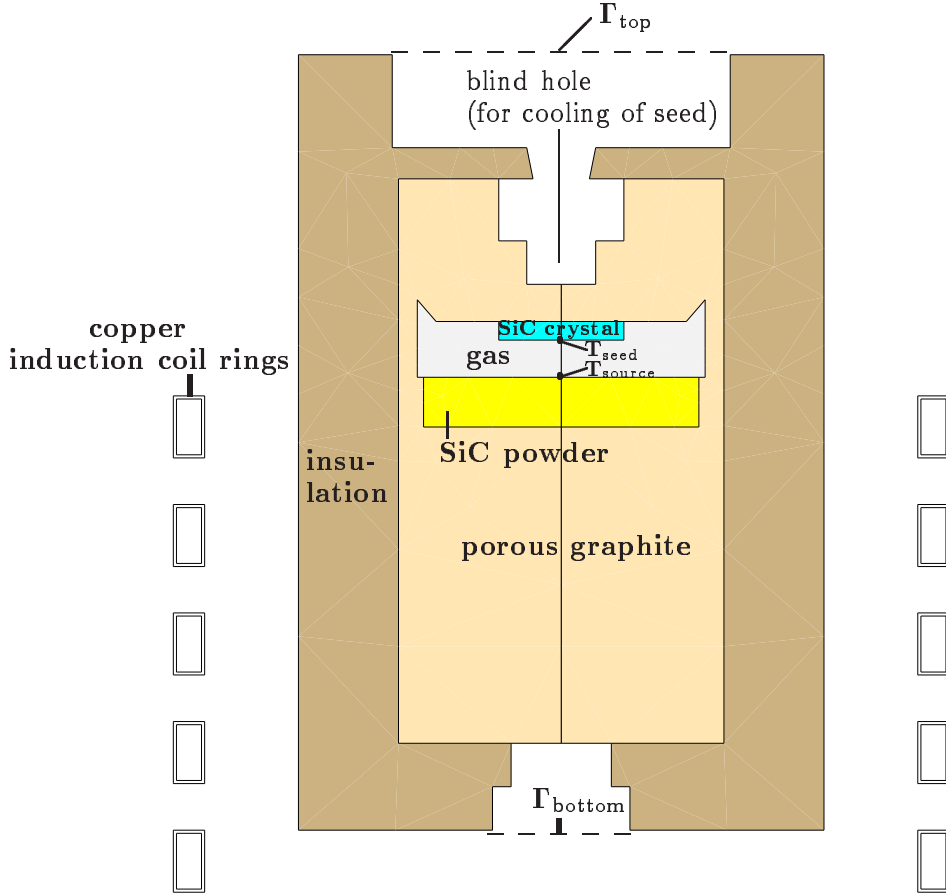 Γtop
blind hole
(for cooling of seed)
copper
induction coil rings
SiC crystal
gas
Tseed
Tsource
SiC powder
insu-
lation
porous graphite
Γbottom